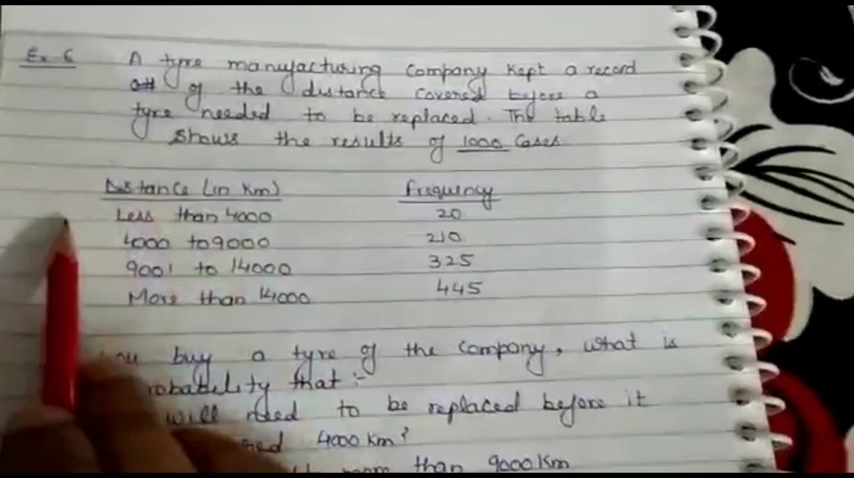 Ex-6 A tyre manufacturing company kept a record
of the distance covered before a
tyre needed to be replaced. The table
shows the results of 1000 cases
Distance (in Km) Frequency
Less than 4000 20
4000 to 9000 210
9001 to 14000 325
More than 14000 445
you buy a tyre of the company, what is
probability that :-
will need to be replaced before it
4000 km?
more than 9000 Km